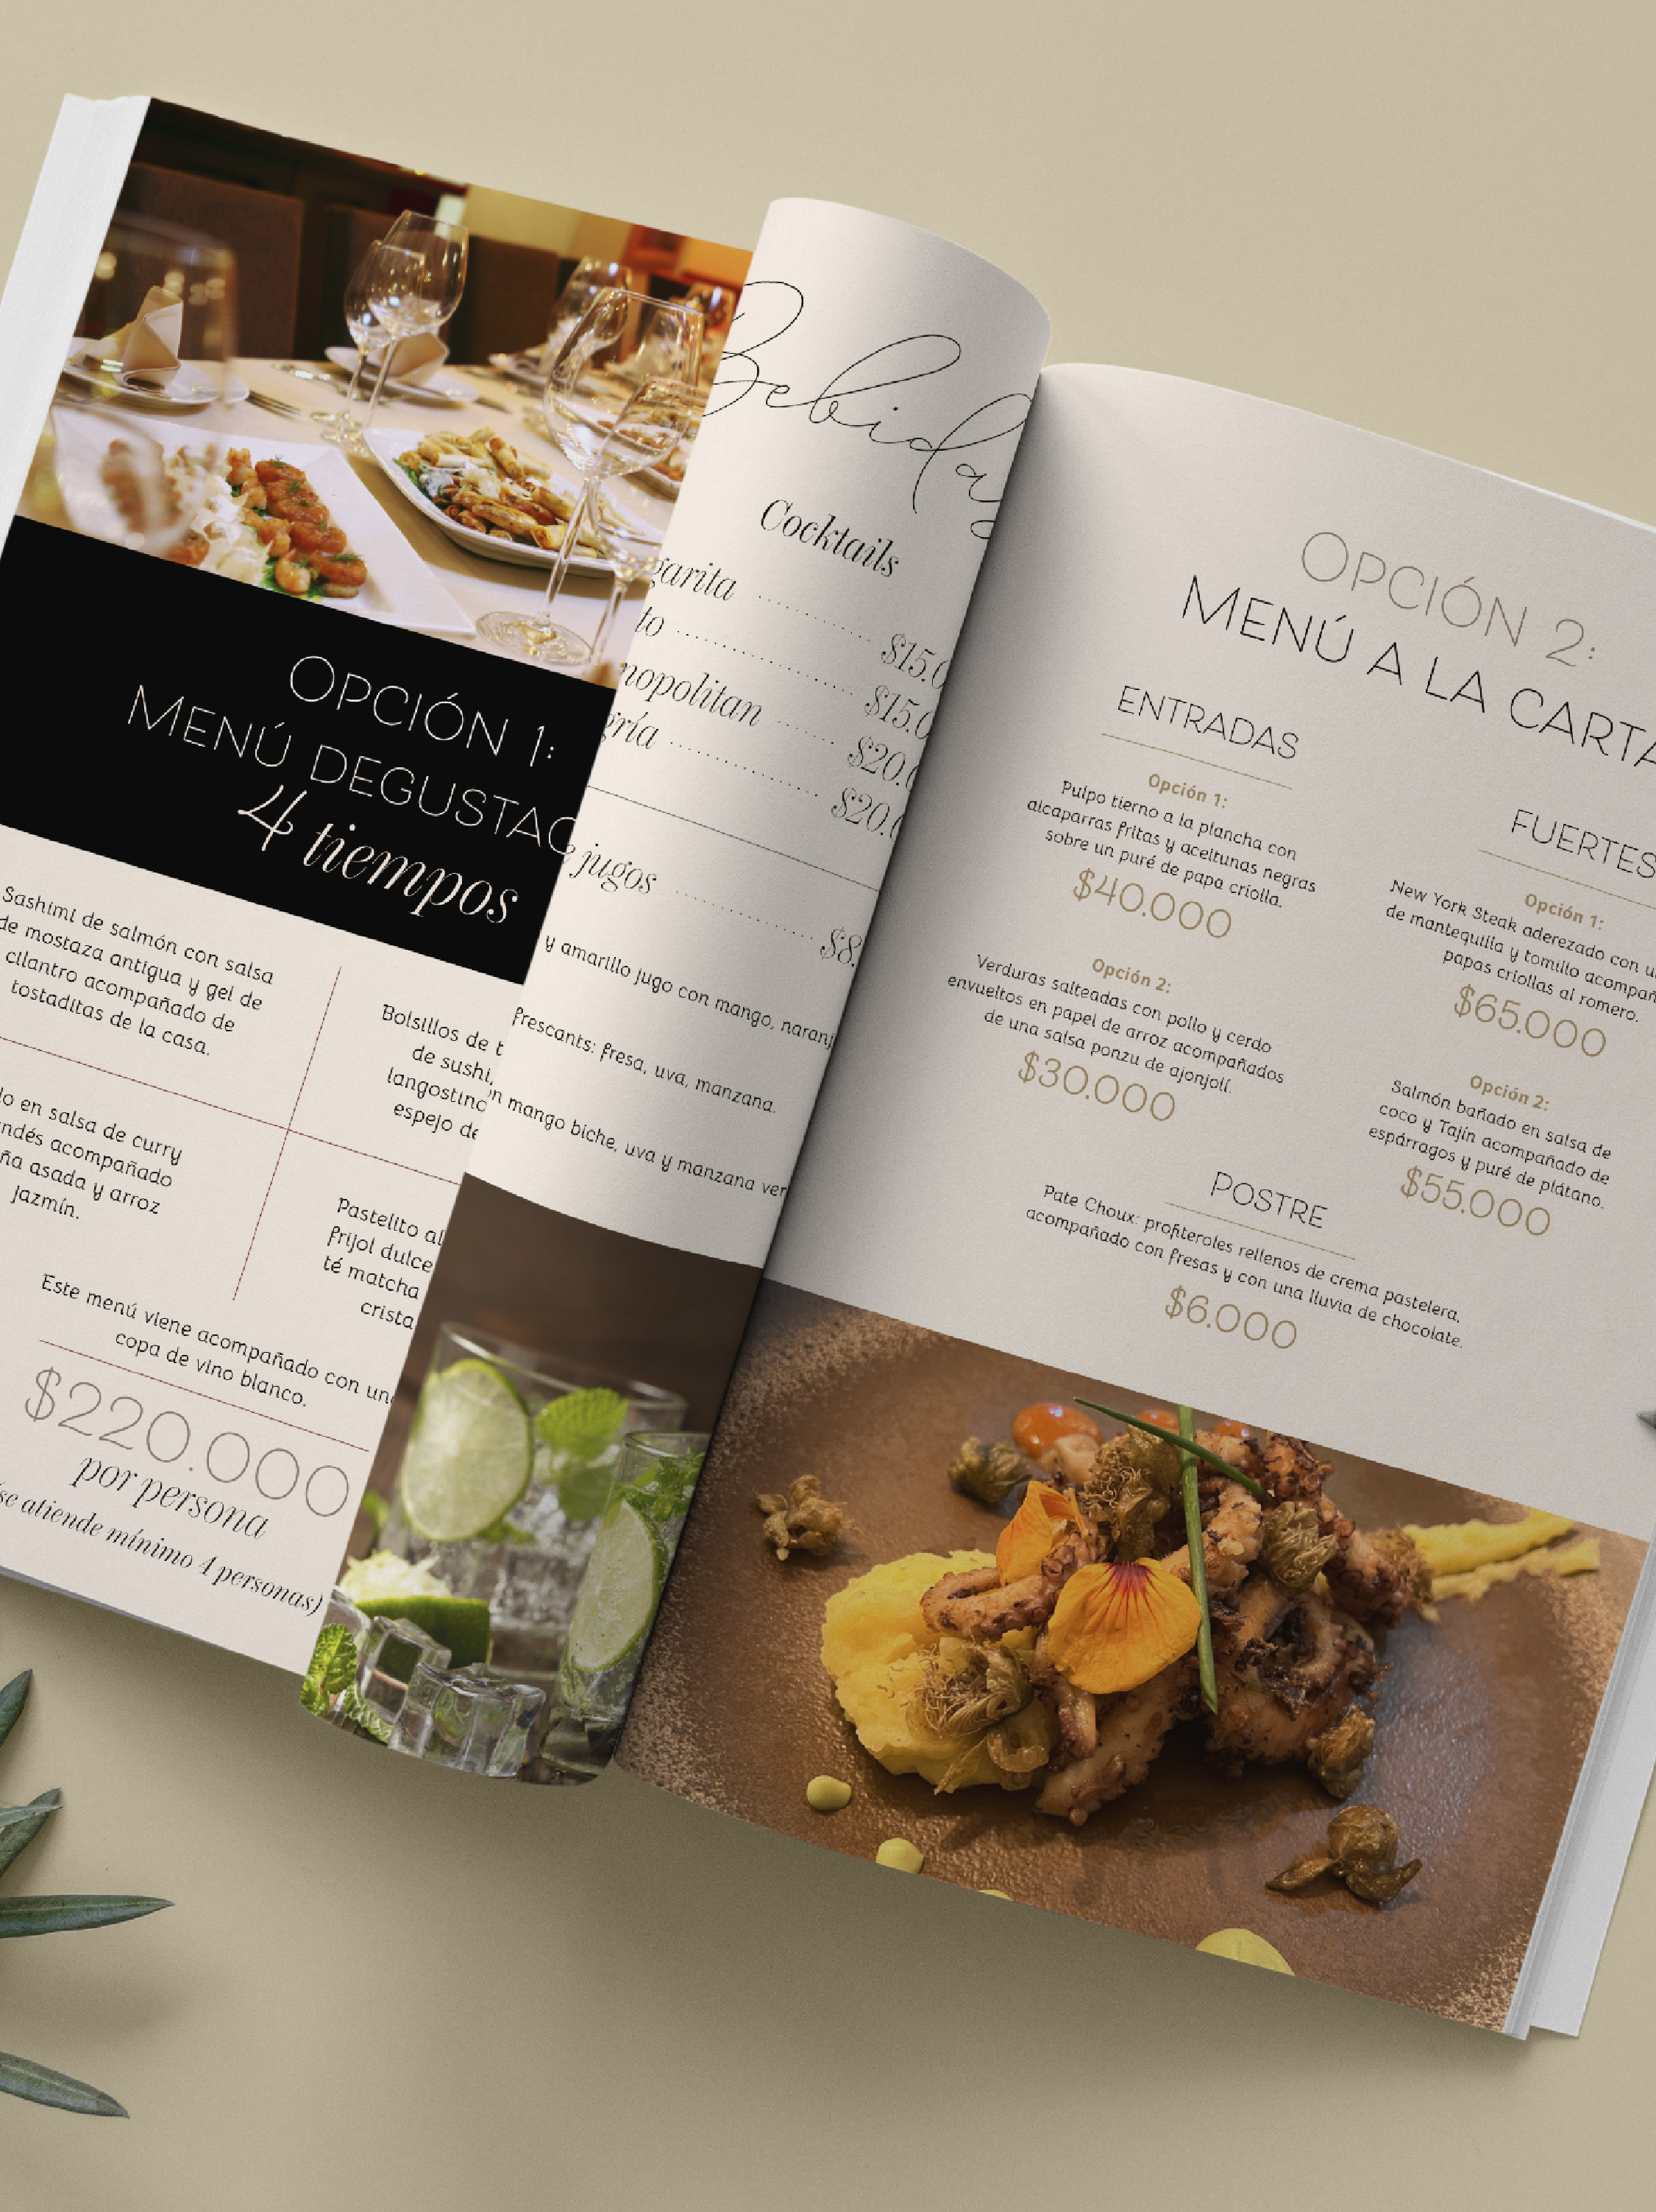 OPCIÓN 1:
MENÚ DEGUSTAC
4 tiempos
Sashimi de salmón con salsa
de mostaza antigua y gel de
cilantro acompañado de
tostaditas de la casa.
Bolsillos de t
de sushi,
langostino
espejo de
en salsa de curry
acompañado
asada y arroz
jazmín.
Pastelito al
frijol dulce
té matcha
crista
Este menú viene acompañado con una
copa de vino blanco.
$220.000
por persona
(se atiende mínimo 4 personas)
Bebidas
Cocktails
garita $15.0
to $15.0
mopolitan $20.0
gría $20.0
jugos $8.
y amarillo jugo con mango, naranj
frescants: fresa, uva, manzana.
mango biche, uva y manzana ver
OPCIÓN 2:
MENÚ A LA CARTA
ENTRADAS
Opción 1:
Pulpo tierno a la plancha con
alcaparras fritas y aceitunas negras
sobre un puré de papa criolla.
$40.000
Opción 2:
Verduras salteadas con pollo y cerdo
envueltos en papel de arroz acompañados
de una salsa ponzu de ajonjolí.
$30.000
FUERTES
Opción 1:
New York Steak aderezado con u
de mantequilla y tomillo acompañ
papas criollas al romero.
$65.000
Opción 2:
Salmón bañado en salsa de
coco y Tajín acompañado de
espárragos y puré de plátano.
$55.000
POSTRE
Pate Choux: profiteroles rellenos de crema pastelera,
acompañado con fresas y con una lluvia de chocolate.
$6.000